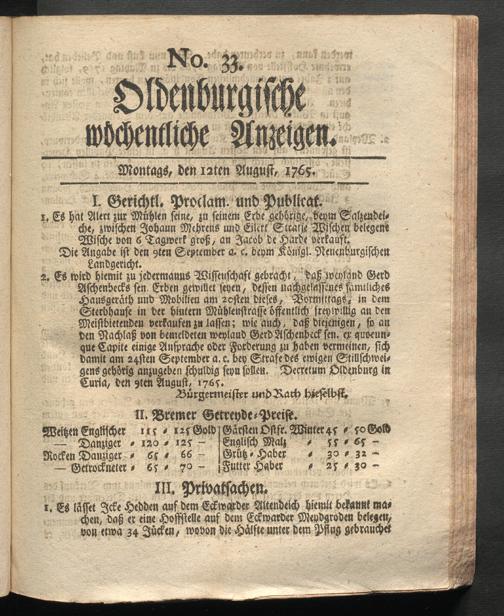 No. 33.
Oldenburgische
wöchentliche Anzeigen.
Montags, den 12ten August, 1765.
I. Gerichtl. Proclam. und Publicat.
1. Es hat Alert zur Mühlen seine, zu seinem Erbe gehörige, beym Salzendei-
che, zwischen Johann Mehrens und Eilert Wischen belegene
Wische von 6 Tagwerk groß, an Jacob de Harde verkauft.
Die Angabe ist den 9ten September a. c. beym Königl. Neuenburgischen
Landgericht.
2. Es wird hiemit zu jedermanns Wissenschaft gebracht, daß weyland Gerd
Aschenbecks sen. Erben gewillet seyen, dessen nachgelassenes sämtliches
Hausgeräth und Mobilien am 20sten dieses, Vormittags, in dem
Sterbhause in der hintern Mühlenstrasse öffentlich freywillig an den
Meistbietenden verkaufen zu lassen; wie auch, daß diejenigen, so an
den Nachlaß von bemeldeten weyland Gerd Aschenbeck sen. ex quocun-
que Capite einige Ansprache oder Forderung zu haben vermeinen, sich
damit am 24sten September a. c. bey Strafe des ewigen Stillschwei-
gens gehörig anzugeben schuldig seyn sollen. Decretum Oldenburg in
Curia, den 9ten August, 1765.
Bürgermeister und Rath hieselbst.
II. Bremer Getreyde-Preise.
Weitzen Englischer 115 - 125 Gold Gärsten Ostfr. Winter 45 - 50 Gold
— Danziger - 120 - 125 — Englisch Malz - 55 - 65 —
Rocken Danziger - 65 - 66 — Grütz-Haber - 30 - 32 —
— Getrockneter - 65 - 70 — Futter Haber - 25 - 30 —
III. Privatsachen.
1. Es lässet Icke Hedden auf dem Eckwarder Altendeich hiemit bekannt ma-
chen, daß er eine Hoffstelle auf dem Eckwarder Meydgroden belegen,
von etwa 34 Jücken, wovon die Hälfte unter dem Pflug gebrauchet